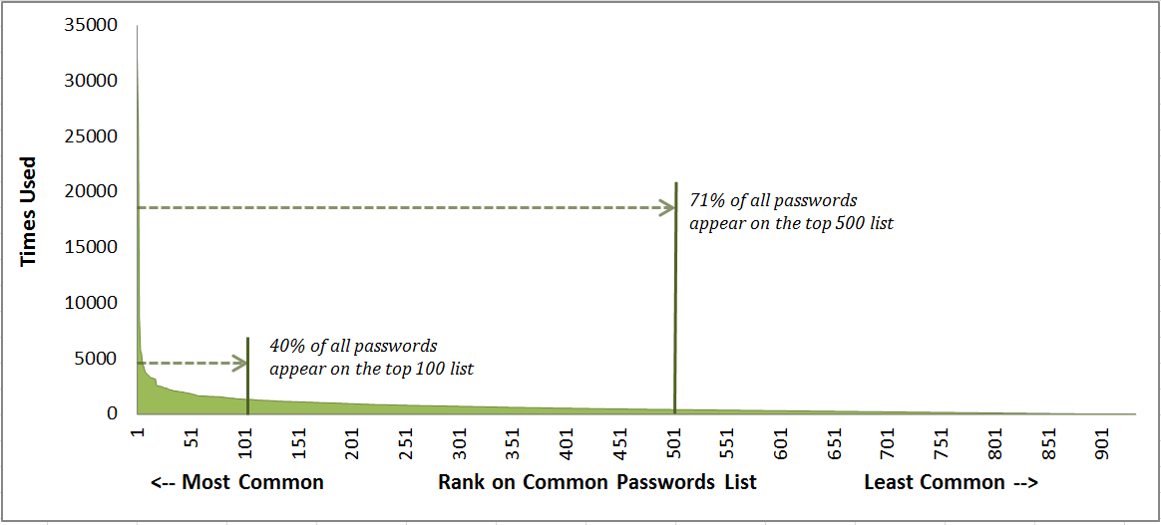 35000
30000
25000
20000
15000
10000
5000
0
Times Used
71% of all passwords
appear on the top 500 list
40% of all passwords
appear on the top 100 list
1 51 101 151 201 251 301 351 401 451 501 551 601 651 701 751 801 851 901
<-- Most Common Rank on Common Passwords List Least Common -->